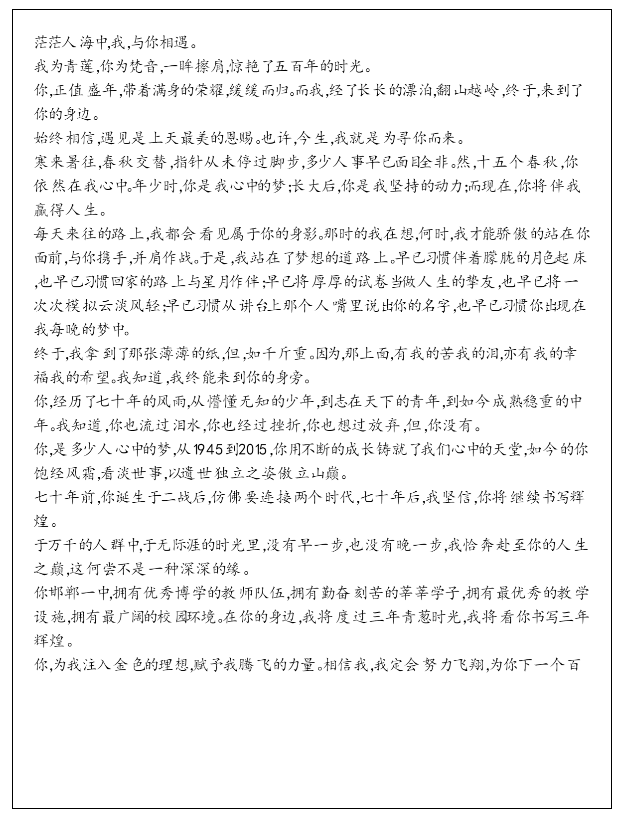 茫茫人海中,我,与你相遇。
我为青莲,你为梵音,一眸擦肩,惊艳了五百年的时光。
你,正值盛年,带着满身的荣耀,缓缓而归。而我,经了长长的漂泊,翻山越岭,终于,来到了
你的身边。
始终相信,遇见是上天最美的恩赐。也许,今生,我就是为寻你而来。
寒来暑往,春秋交替,指针从未停过脚步,多少人事早已面目全非。然,十五个春秋,你
依然在我心中。年少时,你是我心中的梦;长大后,你是我坚持的动力;而现在,你将伴我
赢得人生。
每天来往的路上,我都会看见属于你的身影。那时的我在想,何时,我才能骄傲的站在你
面前,与你携手,并肩作战。于是,我站在了梦想的道路上。早已习惯伴着朦胧的月色起床
,也早已习惯回家的路上与星月作伴;早已将厚厚的试卷当做人生的挚友,也早已将一
次次模拟云淡风轻;早已习惯从讲台上那个人嘴里说出你的名字,也早已习惯你出现在
我每晚的梦中。
终于,我拿到了那张薄薄的纸,但,如千斤重。因为,那上面,有我的苦我的泪,亦有我的幸
福我的希望。我知道,我终能来到你的身旁。
你,经历了七十年的风雨,从懵懂无知的少年,到志在天下的青年,到如今成熟稳重的中
年。我知道,你也流过泪水,你也经过挫折,你也想过放弃,但,你没有。
你,是多少人心中的梦,从1945到2015,你用不断的成长铸就了我们心中的天堂,如今的你
饱经风霜,看淡世事,以遗世独立之姿傲立山巅。
七十年前,你诞生于二战后,仿佛要连接两个时代,七十年后,我坚信,你将继续书写辉
煌。
于万千的人群中,于无际涯的时光里,没有早一步,也没有晚一步,我恰奔赴至你的人生
之巅,这何尝不是一种深深的缘。
你邯郸一中,拥有优秀博学的教师队伍,拥有勤奋刻苦的莘莘学子,拥有最优秀的教学
设施,拥有最广阔的校园环境。在你的身边,我将度过三年青葱时光,我将看你书写三年
辉煌。
你,为我注入金色的理想,赋予我腾飞的力量。相信我,我定会努力飞翔,为你下一个百